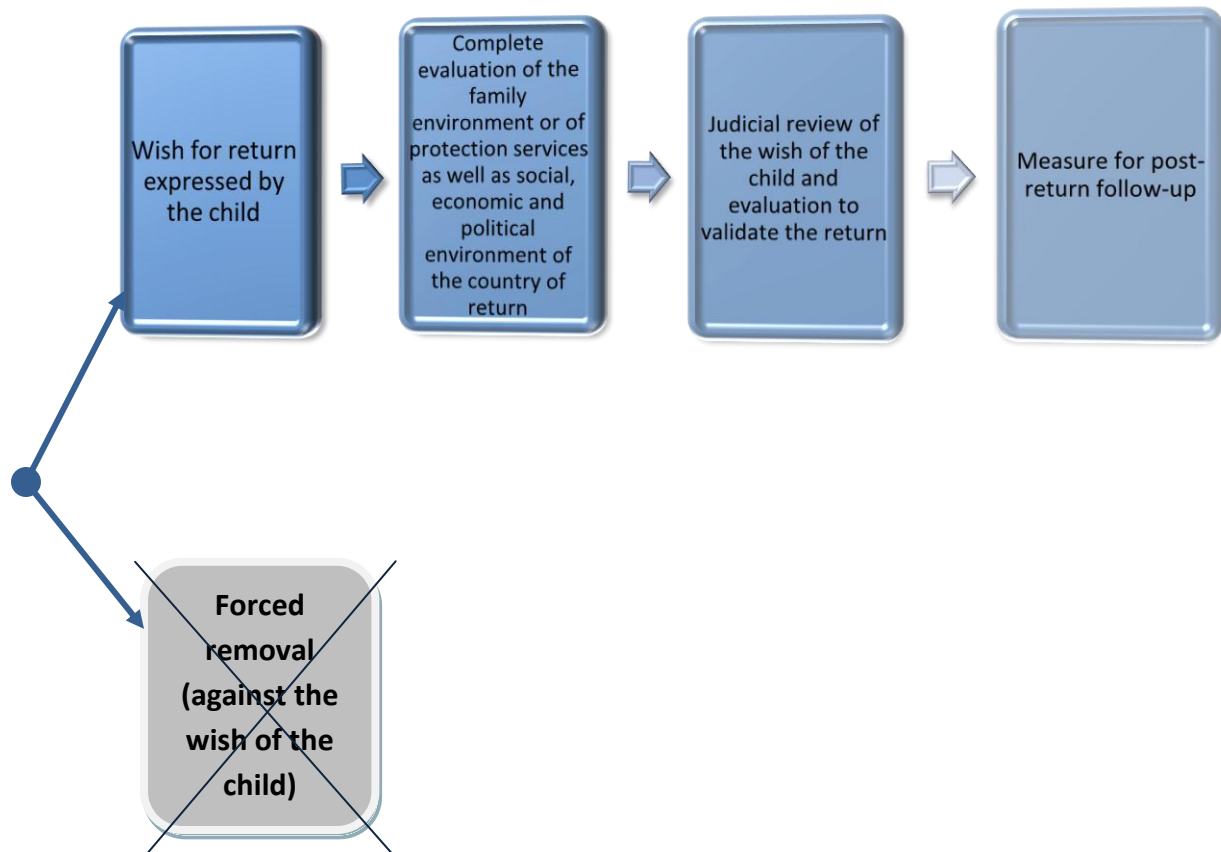 Wish for return
expressed by
the child
Complete
evaluation of the
family
environment or of
protection services
as well as social,
economic and
political
environment of
the country of
return
Judicial review of
the wish of the
child and
evaluation to
validate the return
Measure for post-
return follow-up
Forced
removal
(against the
wish of the
child)